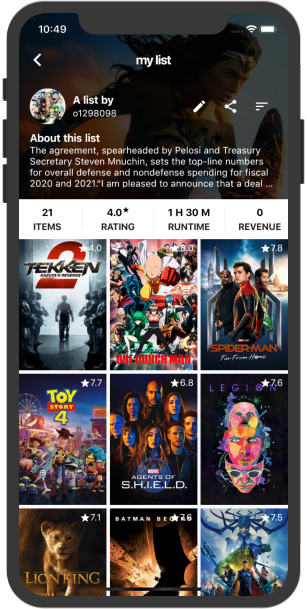 10:49
my list
A list by
o1298098
About this list
The agreement, spearheaded by Pelosi and Treasury
Secretary Steven Mnuchin, sets the top-line numbers
for overall defense and nondefense spending for fiscal
2020 and 2021."I am pleased to announce that a deal ...
21 4.0★ 1 H 30 M 0
ITEMS RATING RUNTIME REVENUE
★4.0 ★8.0 ★7.8
TEKKEN
2
KAZUYA'S REVENGE
ONE PUNCH MAN
SPIDER-MAN
Far From Home
★7.7 ★6.8 ★7.6
TOY
STORY
4
MARVEL
AGENTS OF
S.H.I.E.L.D.
LEGION
★7.1 ★7.6 ★7.5
THE LION KING
BATMAN BEGINS